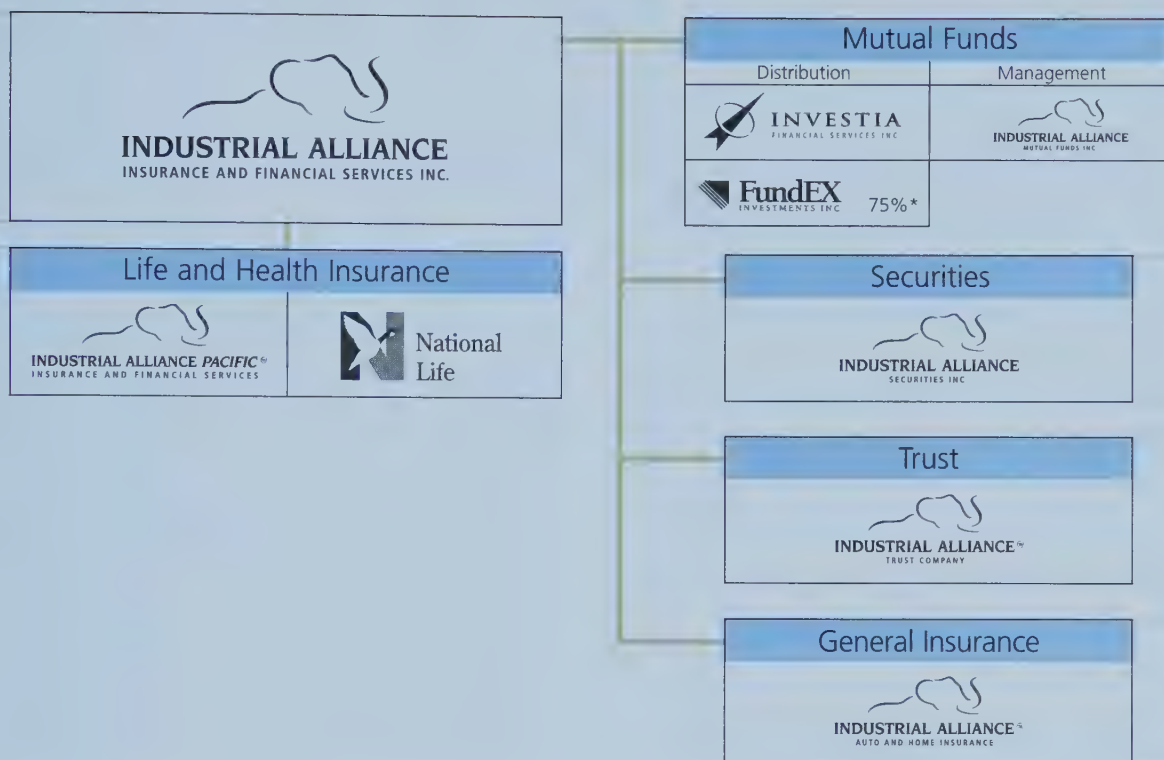 INDUSTRIAL ALLIANCE
INSURANCE AND FINANCIAL SERVICES INC.
Life and Health Insurance
INDUSTRIAL ALLIANCE PACIFIC
INSURANCE AND FINANCIAL SERVICES
National
Life
Mutual Funds
Distribution
Management
INVESTIA
FINANCIAL SERVICES INC
INDUSTRIAL ALLIANCE
MUTUAL FUNDS INC
FundEX
INVESTMENTS INC
75%*
Securities
INDUSTRIAL ALLIANCE
SECURITIES INC
Trust
INDUSTRIAL ALLIANCE
TRUST COMPANY
General Insurance
INDUSTRIAL ALLIANCE
AUTO AND HOME INSURANCE